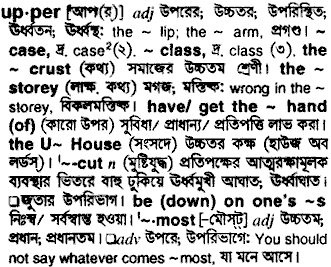 up·per [আপ(র)] adj উপরের; উচ্চতর; উপরিস্থিত;
ঊর্ধ্বতন; ঊর্ধ্বস্থ: the ~ lip; the ~ arm, প্রগণ্ড। ~
case, দ্র. case²(২). ~ class, দ্র. class (৩). the
~ crust (কথ্য) সমাজের উচ্চতম শ্রেণী। the ~
storey (লাক্ষ, কথ্য) মগজ; মস্তিষ্ক: wrong in the ~
storey, বিকলমস্তিষ্ক। have/ get the ~ hand
(of) (কারো উপর) সুবিধা/ প্রাধান্য/ প্রতিপত্তি লাভ করা।
the U~ House (সংসদে) উচ্চতর কক্ষ (হাউজ অব
লর্ডস)। '~-cut n (মুষ্টিযুদ্ধ) প্রতিপক্ষের আত্মরক্ষামূলক
ব্যবস্থার ভিতরে বাহু ঢুকিয়ে ঊর্ধ্বমুখী আঘাত; ঊর্ধ্বাঘাত।
□জুতার উপরিভাগ। be (down) on one's ~s
নিঃস্ব/ সর্বস্বান্ত হওয়া। '~·most [–মৌস্‌ট্] adj উচ্চতম;
প্রধান; প্রধানতম। □adv উপরে; উপরিভাগে: You should
not say whatever comes ~most, যা মনে আসে।